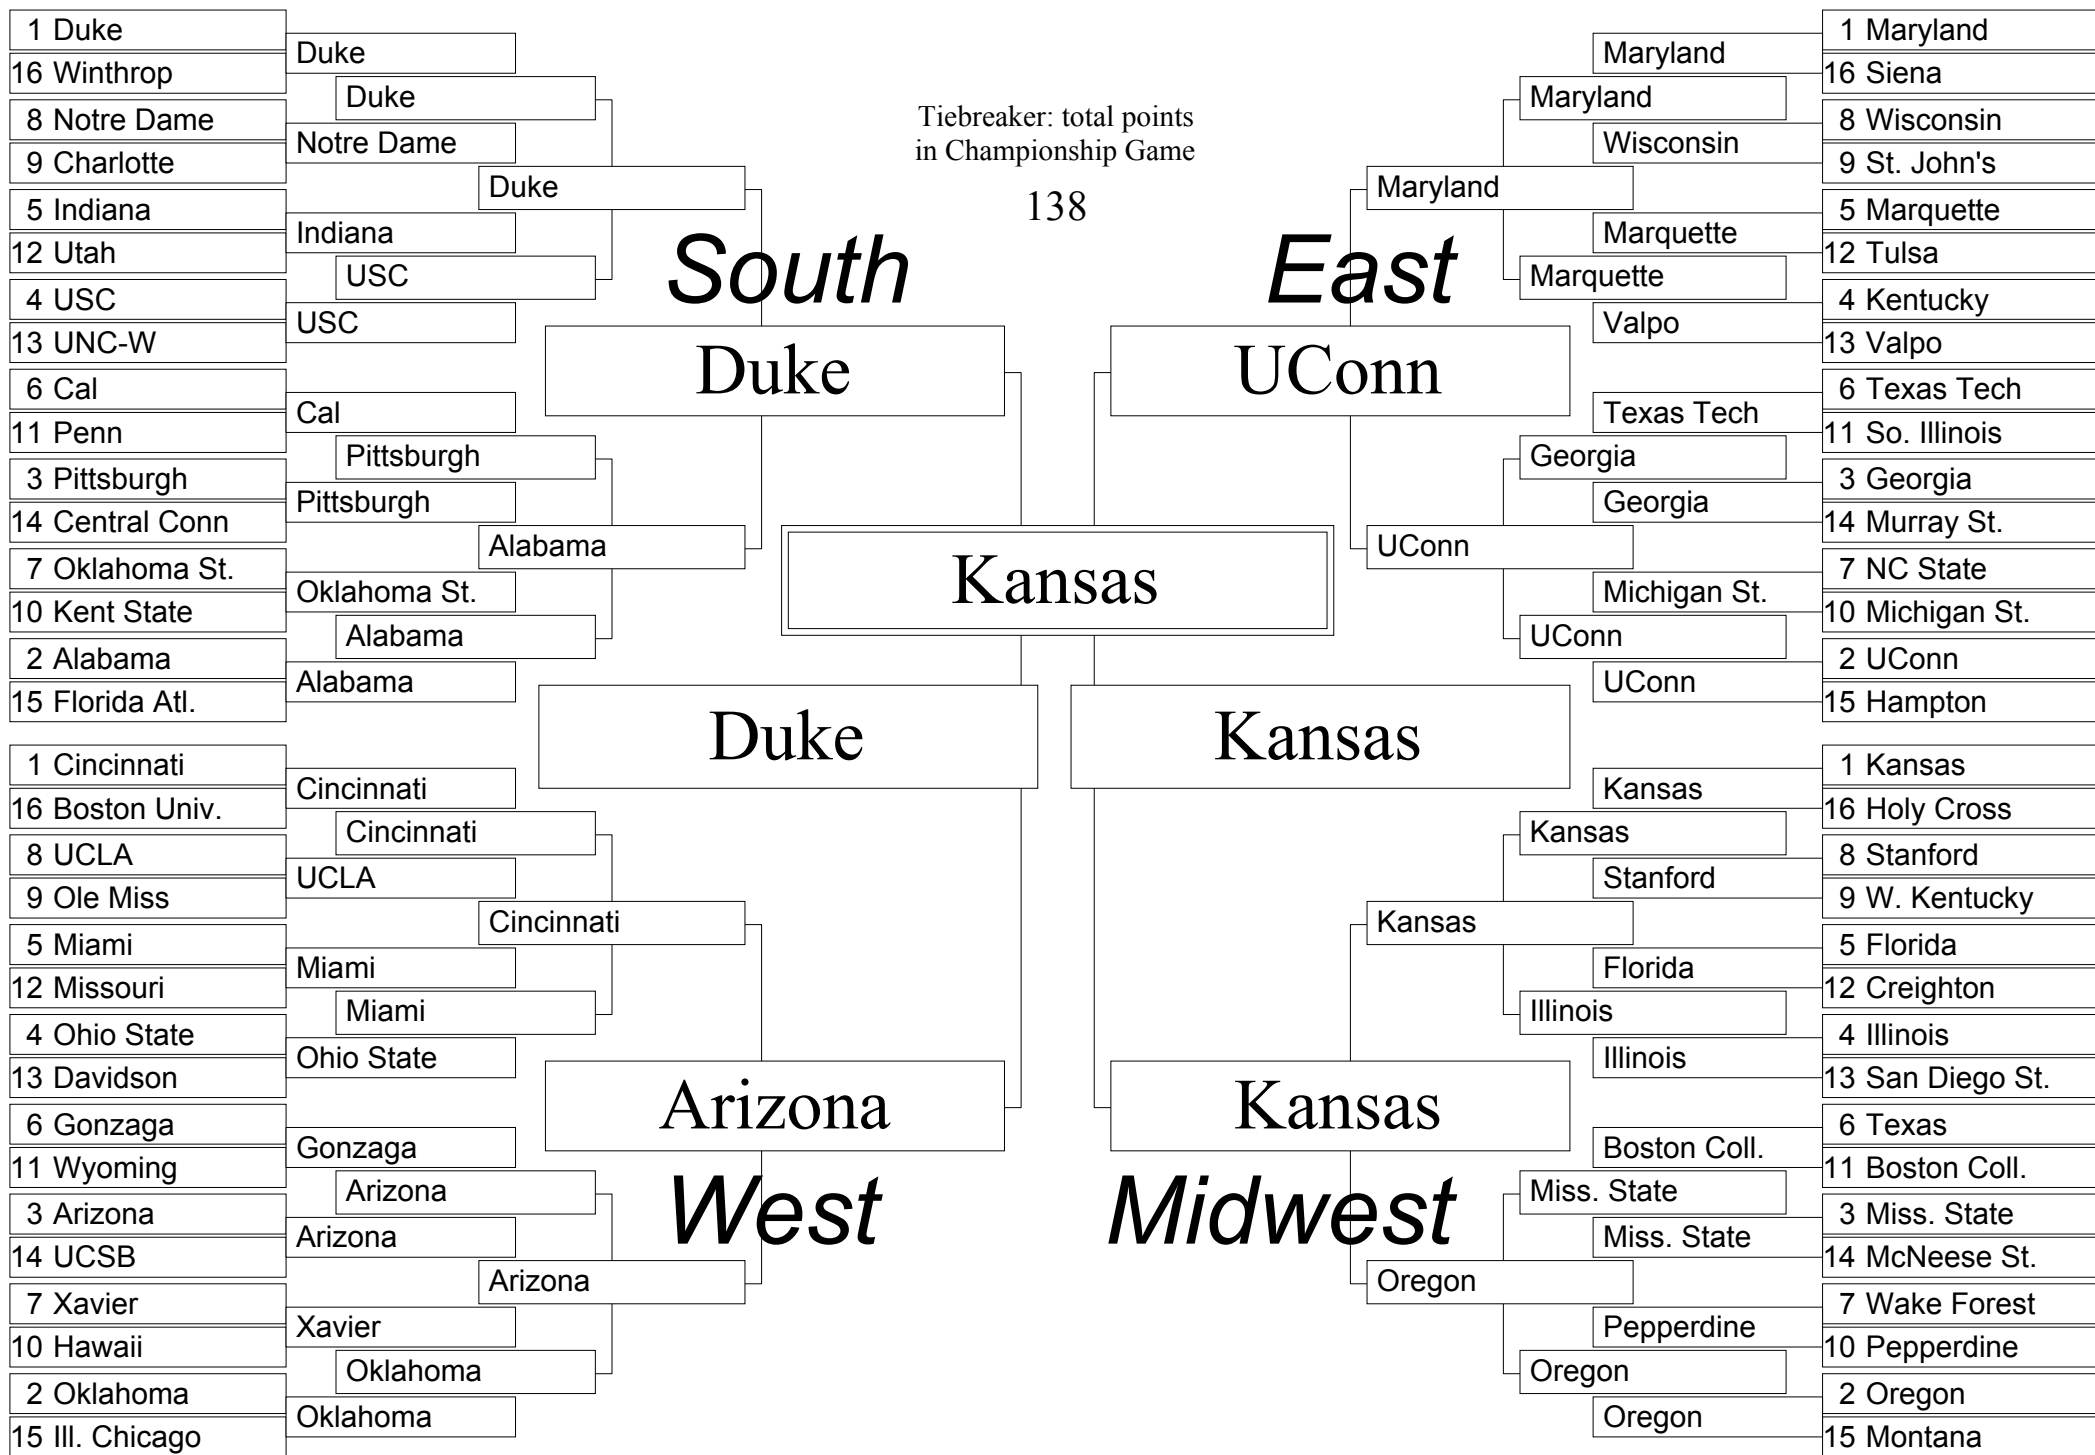 1 Duke
16 Winthrop
8 Notre Dame
9 Charlotte
5 Indiana
12 Utah
4 USC
13 UNC-W
6 Cal
11 Penn
3 Pittsburgh
14 Central Conn
7 Oklahoma St.
10 Kent State
2 Alabama
15 Florida Atl.
Duke
Notre Dame
Indiana
USC
Cal
Pittsburgh
Oklahoma St.
Alabama
Duke
USC
Pittsburgh
Alabama
Duke
Alabama
South
Duke
1 Cincinnati
16 Boston Univ.
8 UCLA
9 Ole Miss
5 Miami
12 Missouri
4 Ohio State
13 Davidson
6 Gonzaga
11 Wyoming
3 Arizona
14 UCSB
7 Xavier
10 Hawaii
2 Oklahoma
15 Ill. Chicago
Cincinnati
UCLA
Miami
Ohio State
Gonzaga
Arizona
Xavier
Oklahoma
Cincinnati
Miami
Arizona
Oklahoma
Cincinnati
Arizona
Arizona
West
Tiebreaker: total points
in Championship Game
138
Kansas
Duke
Kansas
East
UConn
Maryland
UConn
Maryland
Marquette
Georgia
UConn
Maryland
Wisconsin
Marquette
Valpo
Texas Tech
Georgia
Michigan St.
UConn
1 Maryland
16 Siena
8 Wisconsin
9 St. John's
5 Marquette
12 Tulsa
4 Kentucky
13 Valpo
6 Texas Tech
11 So. Illinois
3 Georgia
14 Murray St.
7 NC State
10 Michigan St.
2 UConn
15 Hampton
Kansas
Midwest
Kansas
Oregon
Kansas
Illinois
Miss. State
Oregon
Kansas
Stanford
Florida
Illinois
Boston Coll.
Miss. State
Pepperdine
Oregon
1 Kansas
16 Holy Cross
8 Stanford
9 W. Kentucky
5 Florida
12 Creighton
4 Illinois
13 San Diego St.
6 Texas
11 Boston Coll.
3 Miss. State
14 McNeese St.
7 Wake Forest
10 Pepperdine
2 Oregon
15 Montana